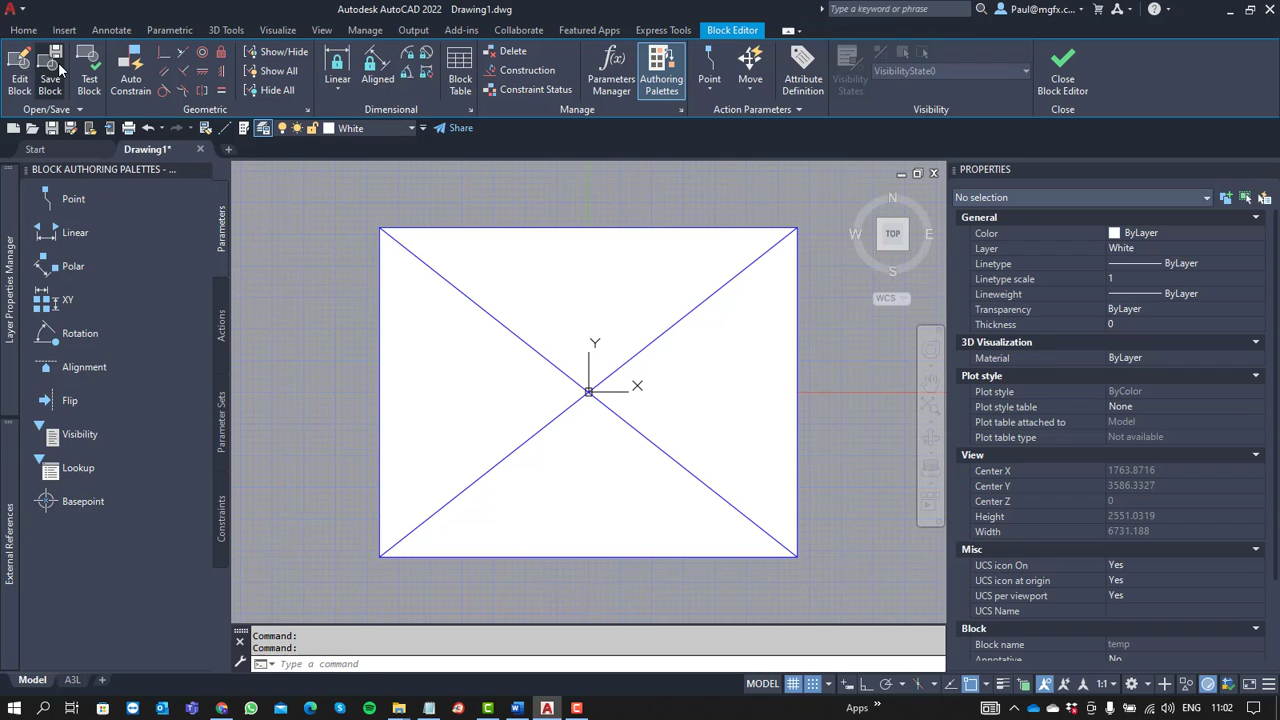 Autodesk AutoCAD 2022 Drawing1.dwg
Type a keyword or phrase
Paul@mgfx.c...
Home Insert Annotate Parametric 3D Tools Visualize View Manage Output Add-ins Collaborate Featured Apps Express Tools Block Editor
Edit Block
Save Block
Test Block
Auto Constrain
Show/Hide
Show All
Hide All
Linear
Aligned
Block Table
Delete
Construction
Constraint Status
Parameters Manager
Authoring Palettes
Point
Move
Attribute Definition
Visibility States
VisibilityState0
Close Block Editor
Open/Save
Geometric
Dimensional
Manage
Action Parameters
Visibility
Close
White
Share
Start
Drawing1*
BLOCK AUTHORING PALETTES - ...
Point
Linear
Polar
XY
Rotation
Alignment
Flip
Visibility
Lookup
Basepoint
Parameters
Actions
Parameter Sets
Constraints
Layer Properties Manager
External References
Y
X
N
W
TOP
E
S
WCS
PROPERTIES
No selection
General
Color ByLayer
Layer White
Linetype ByLayer
Linetype scale 1
Lineweight ByLayer
Transparency ByLayer
Thickness 0
3D Visualization
Material ByLayer
Plot style
Plot style ByColor
Plot style table None
Plot table attached to Model
Plot table type Not available
View
Center X 1763.8716
Center Y 3586.3327
Center Z 0
Height 2551.0319
Width 6731.188
Misc
UCS icon On Yes
UCS icon at origin Yes
UCS per viewport Yes
UCS Name
Block
Block name temp
Annotative No
Command:
Command:
Type a command
Model
A3L
MODEL
1:1
Apps
ENG 11:02